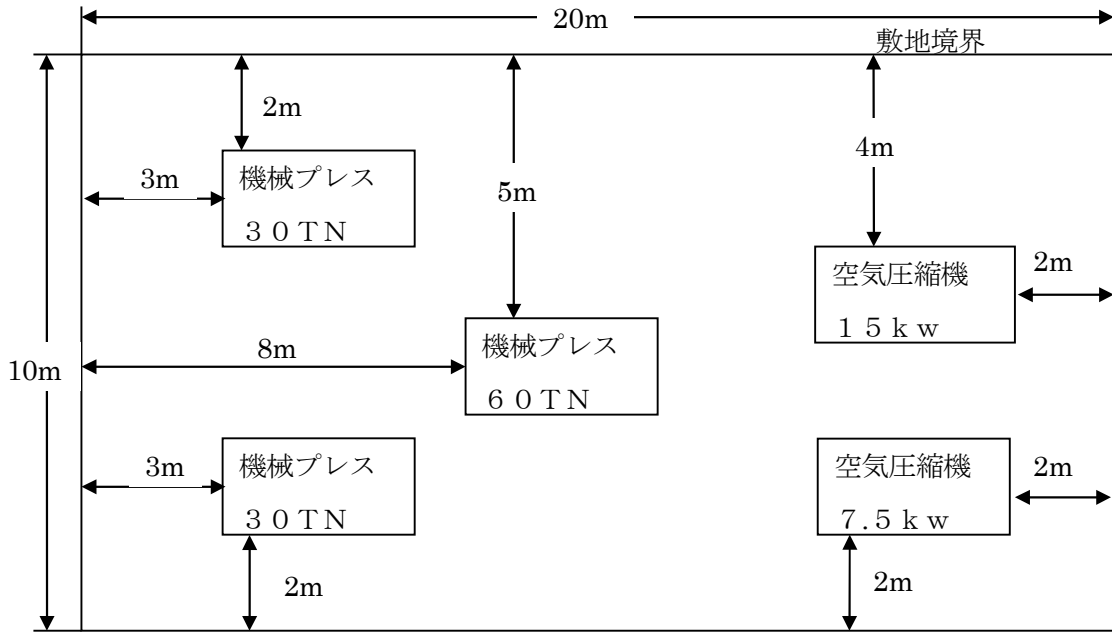 20m
敷地境界
2m
3m
機械プレス
３０TN
5m
4m
空気圧縮機
１５ｋｗ
2m
10m
8m
機械プレス
６０TN
3m
機械プレス
３０TN
2m
空気圧縮機
７.５ｋｗ
2m
2m